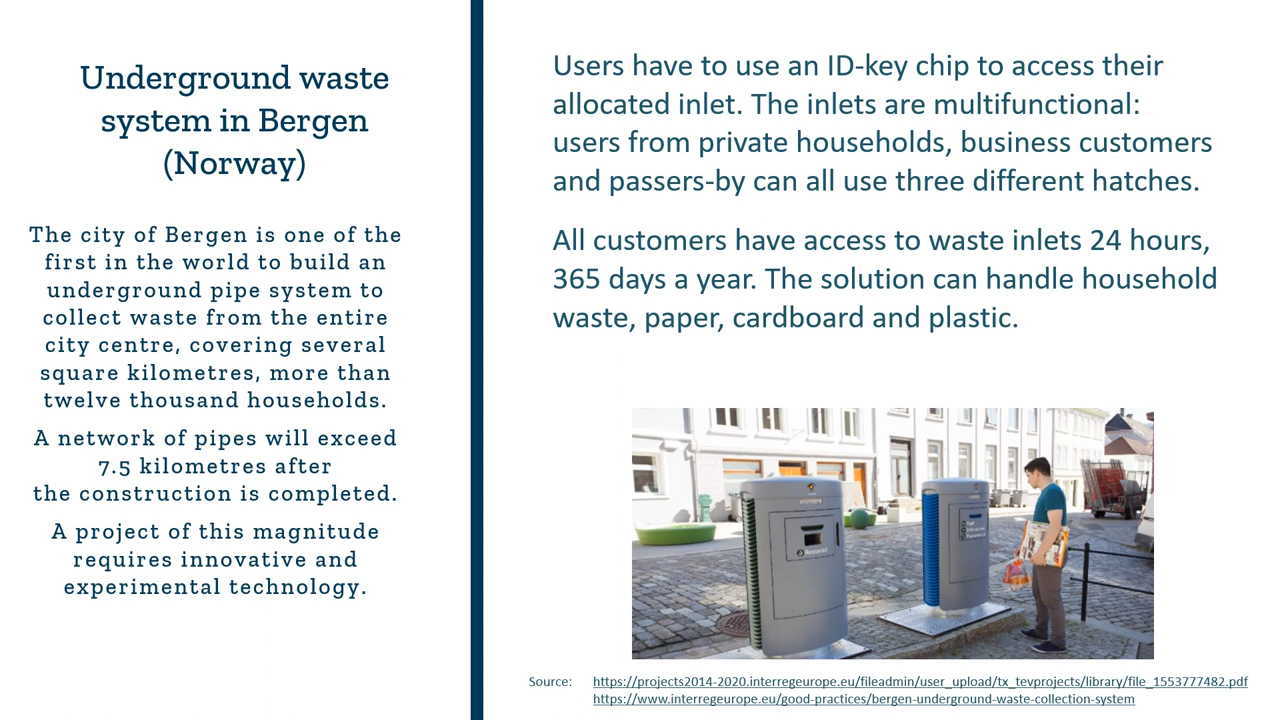 Underground waste
system in Bergen
(Norway)
The city of Bergen is one of the
first in the world to build an
underground pipe system to
collect waste from the entire
city centre, covering several
square kilometres, more than
twelve thousand households.
A network of pipes will exceed
7.5 kilometres after
the construction is completed.
A project of this magnitude
requires innovative and
experimental technology.
Users have to use an ID-key chip to access their
allocated inlet. The inlets are multifunctional:
users from private households, business customers
and passers-by can all use three different hatches.
All customers have access to waste inlets 24 hours,
365 days a year. The solution can handle household
waste, paper, cardboard and plastic.
Restavfall
Source: https://projects2014-2020.interregeurope.eu/fileadmin/user_upload/tx_tevprojects/library/file_1553777482.pdf
https://www.interregeurope.eu/good-practices/bergen-underground-waste-collection-system